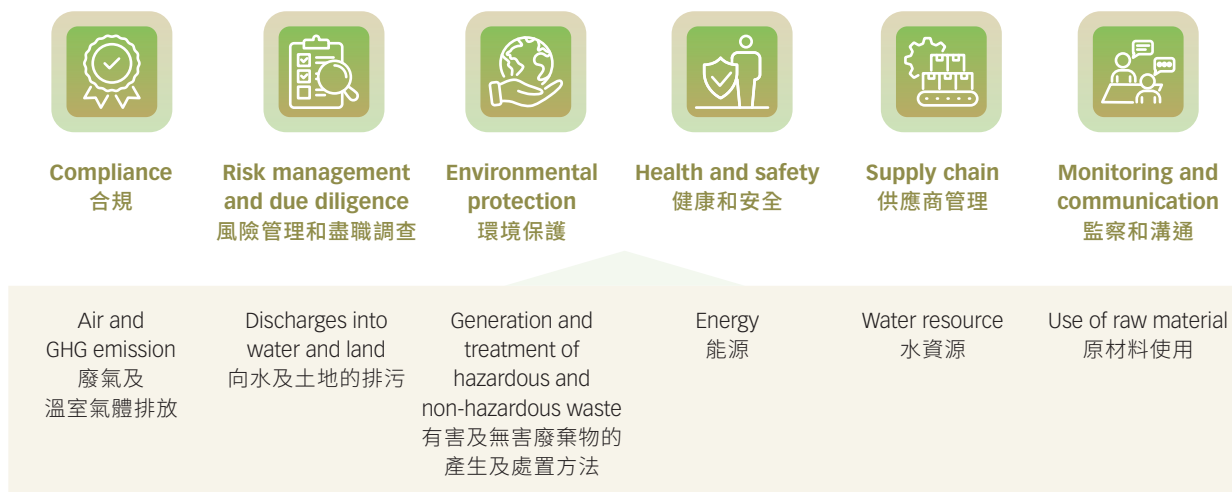 Compliance
合規
Risk management
and due diligence
風險管理和盡職調查
Environmental
protection
環境保護
Health and safety
健康和安全
Supply chain
供應商管理
Monitoring and
communication
監察和溝通
Air and
GHG emission
廢氣及
溫室氣體排放
Discharges into
water and land
向水及土地的排污
Generation and
treatment of
hazardous and
non-hazardous waste
有害及無害廢棄物的
產生及處置方法
Energy
能源
Water resource
水資源
Use of raw material
原材料使用